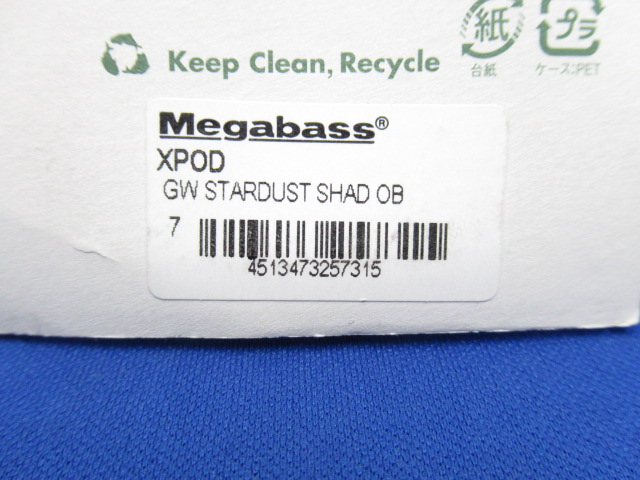 紙
プラ
Keep Clean, Recycle
台紙
ケース:PET
Megabass®
XPOD
GW STARDUST SHAD OB
7
4513473257315